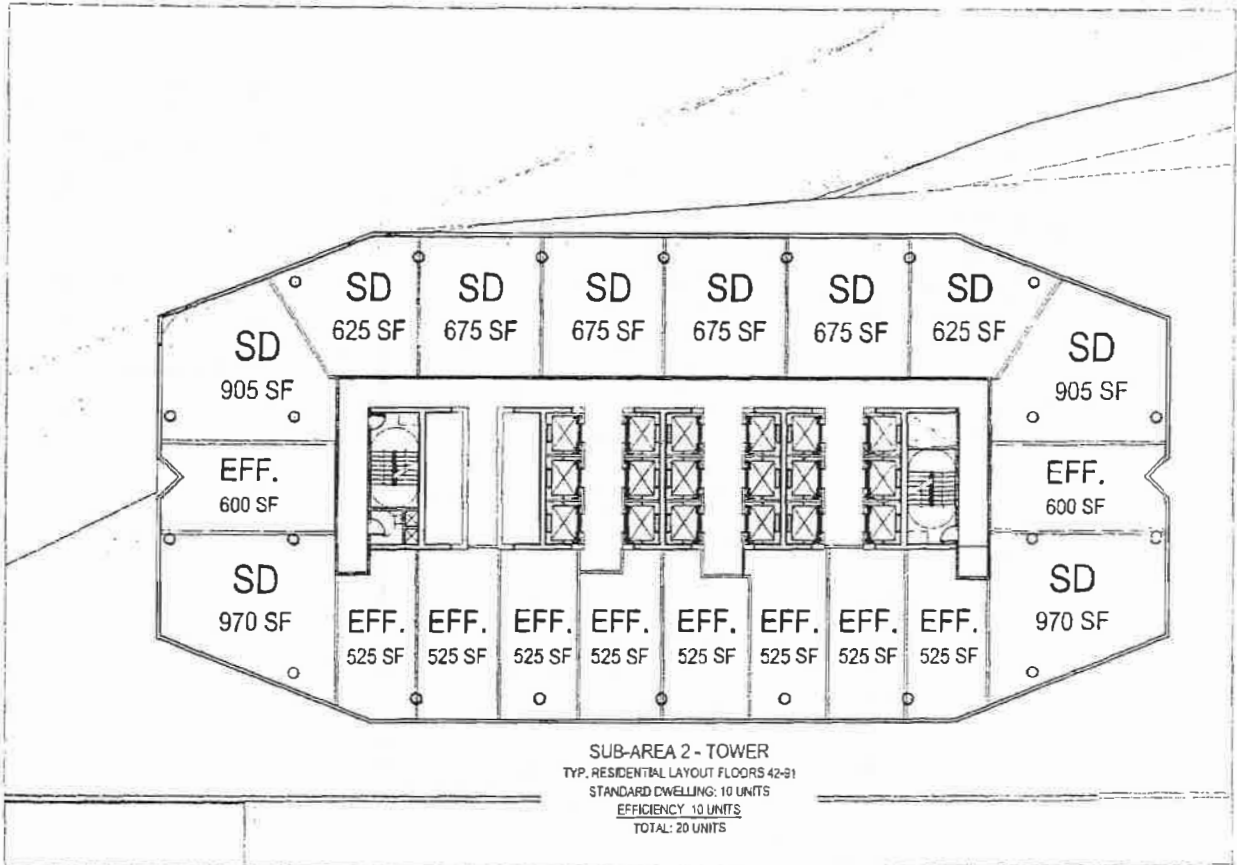 SD
625 SF
SD
675 SF
SD
675 SF
SD
675 SF
SD
675 SF
SD
625 SF
SD
905 SF
SD
905 SF
EFF.
600 SF
EFF.
600 SF
SD
970 SF
EFF.
525 SF
EFF.
525 SF
EFF.
525 SF
EFF.
525 SF
EFF.
525 SF
EFF.
525 SF
EFF.
525 SF
EFF.
525 SF
SD
970 SF
SUB-AREA 2 - TOWER
TYP. RESIDENTIAL LAYOUT FLOORS 42-91
STANDARD DWELLING: 10 UNITS
EFFICIENCY 10 UNITS
TOTAL: 20 UNITS